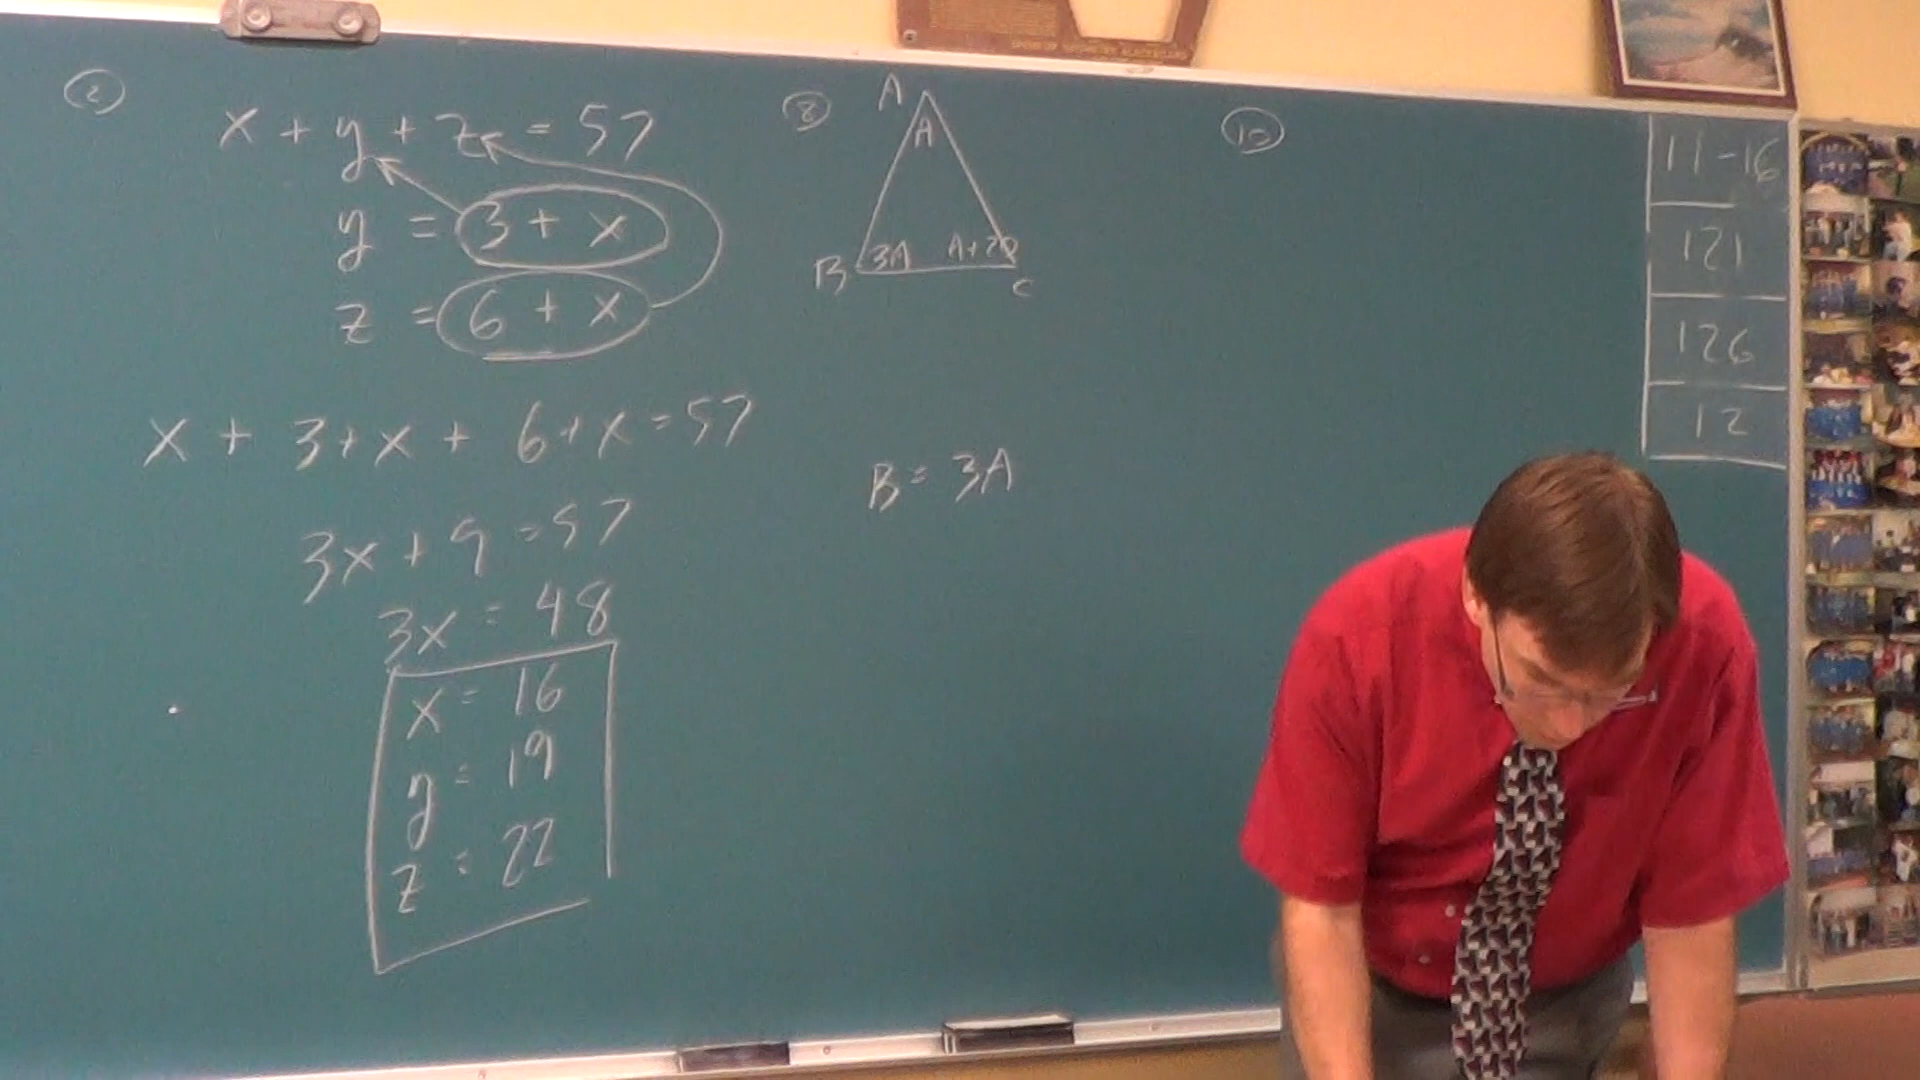 2
x + y + z = 57
y = 3 + x
z = 6 + x
x + 3 + x + 6 + x = 57
3x + 9 = 57
3x = 48
x = 16
y = 19
z = 22
8
A
A
3A A+20
B
C
B = 3A
10
11-16
121
126
12